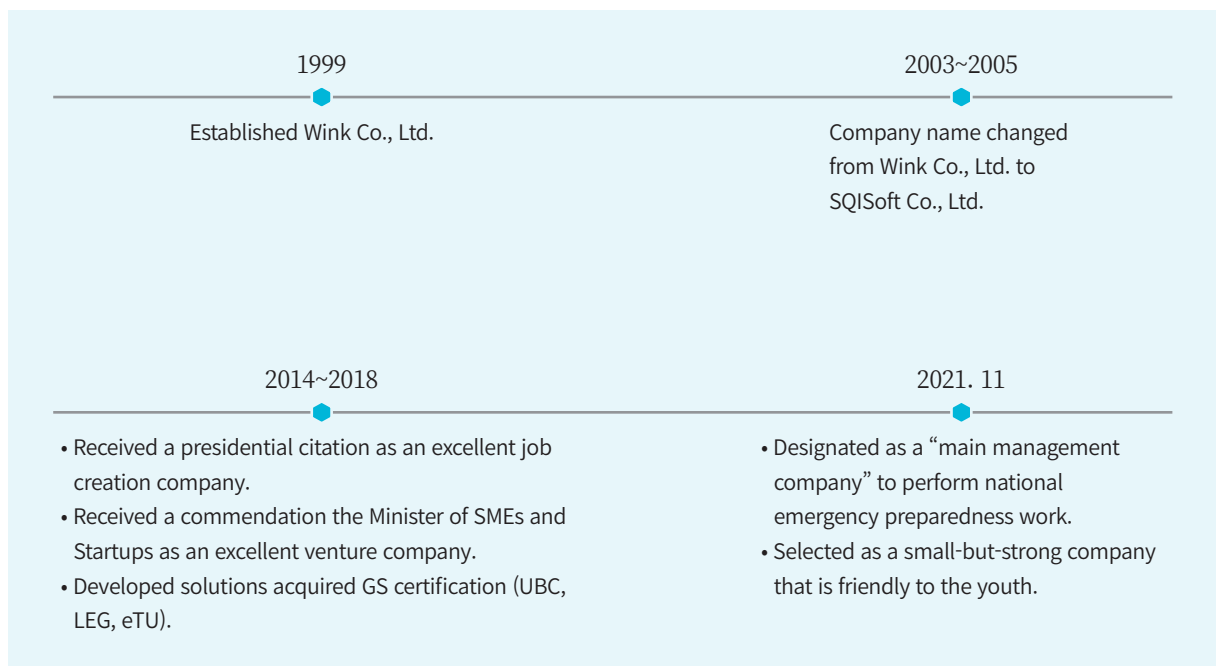 1999
Established Wink Co., Ltd.
2003~2005
Company name changed
from Wink Co., Ltd. to
SQISoft Co., Ltd.
2014~2018
• Received a presidential citation as an excellent job
creation company.
• Received a commendation the Minister of SMEs and
Startups as an excellent venture company.
• Developed solutions acquired GS certification (UBC,
LEG, eTU).
2021. 11
• Designated as a “main management
company” to perform national
emergency preparedness work.
• Selected as a small-but-strong company
that is friendly to the youth.